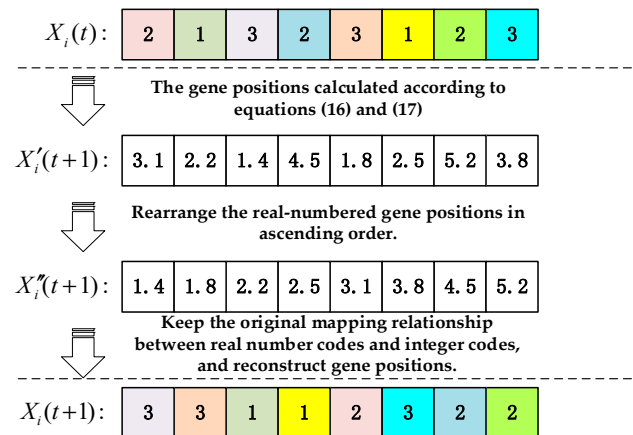 X_i(t): 2 1 3 2 3 1 2 3
The gene positions calculated according to
equations (16) and (17)
X'_i(t+1): 3.1 2.2 1.4 4.5 1.8 2.5 5.2 3.8
Rearrange the real-numbered gene positions in
ascending order.
X''_i(t+1): 1.4 1.8 2.2 2.5 3.1 3.8 4.5 5.2
Keep the original mapping relationship
between real number codes and integer codes,
and reconstruct gene positions.
X_i(t+1): 3 3 1 1 2 3 2 2